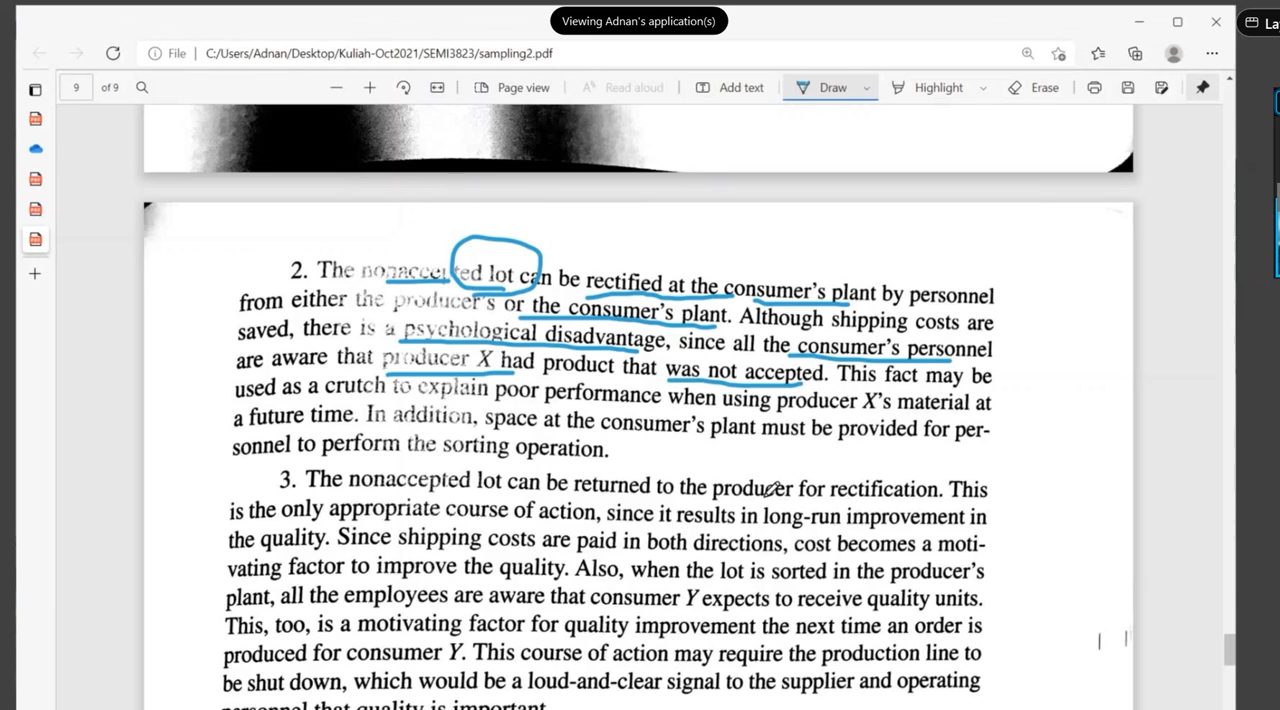 Viewing Adnan's application(s)
La
File | C:/Users/Adnan/Desktop/Kuliah-Oct2021/SEMI3823/sampling2.pdf
9 of 9 Page view Read aloud Add text Draw Highlight Erase
2. The nonaccepted lot can be rectified at the consumer's plant by personnel
from either the producer's or the consumer's plant. Although shipping costs are
saved, there is a psychological disadvantage, since all the consumer's personnel
are aware that producer X had product that was not accepted. This fact may be
used as a crutch to explain poor performance when using producer X's material at
a future time. In addition, space at the consumer's plant must be provided for per-
sonnel to perform the sorting operation.
3. The nonaccepted lot can be returned to the producer for rectification. This
is the only appropriate course of action, since it results in long-run improvement in
the quality. Since shipping costs are paid in both directions, cost becomes a moti-
vating factor to improve the quality. Also, when the lot is sorted in the producer's
plant, all the employees are aware that consumer Y expects to receive quality units.
This, too, is a motivating factor for quality improvement the next time an order is
produced for consumer Y. This course of action may require the production line to
be shut down, which would be a loud-and-clear signal to the supplier and operating
personnel that quality is important